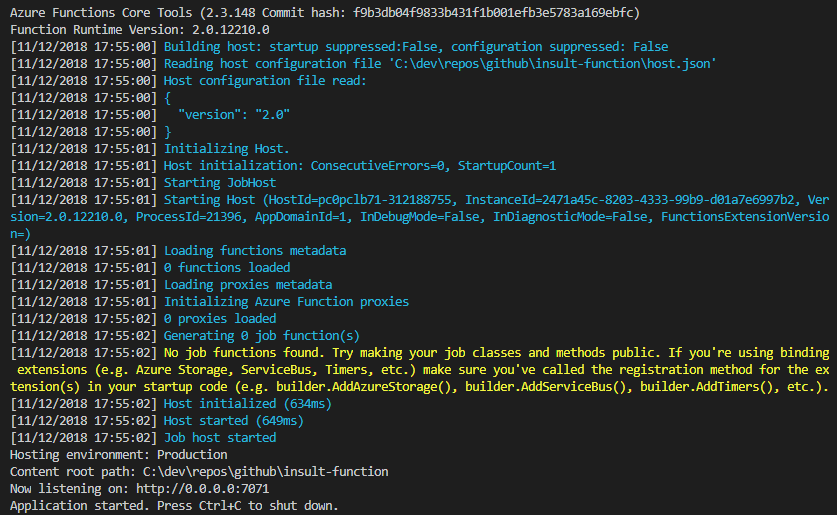 Azure Functions Core Tools (2.3.148 Commit hash: f9b3db04f9833b431f1b001efb3e5783a169ebfc)
Function Runtime Version: 2.0.12210.0
[11/12/2018 17:55:00] Building host: startup suppressed:False, configuration suppressed: False
[11/12/2018 17:55:00] Reading host configuration file 'C:\dev\repos\github\insult-function\host.json'
[11/12/2018 17:55:00] Host configuration file read:
[11/12/2018 17:55:00] {
[11/12/2018 17:55:00]   "version": "2.0"
[11/12/2018 17:55:00] }
[11/12/2018 17:55:01] Initializing Host.
[11/12/2018 17:55:01] Host initialization: ConsecutiveErrors=0, StartupCount=1
[11/12/2018 17:55:01] Starting JobHost
[11/12/2018 17:55:01] Starting Host (HostId=pc0pclb71-312188755, InstanceId=2471a45c-8203-4333-99b9-d01a7e6997b2, Ver
sion=2.0.12210.0, ProcessId=21396, AppDomainId=1, InDebugMode=False, InDiagnosticMode=False, FunctionsExtensionVersio
n=)
[11/12/2018 17:55:01] Loading functions metadata
[11/12/2018 17:55:01] 0 functions loaded
[11/12/2018 17:55:01] Loading proxies metadata
[11/12/2018 17:55:01] Initializing Azure Function proxies
[11/12/2018 17:55:02] 0 proxies loaded
[11/12/2018 17:55:02] Generating 0 job function(s)
[11/12/2018 17:55:02] No job functions found. Try making your job classes and methods public. If you're using binding
 extensions (e.g. Azure Storage, ServiceBus, Timers, etc.) make sure you've called the registration method for the ex
tension(s) in your startup code (e.g. builder.AddAzureStorage(), builder.AddServiceBus(), builder.AddTimers(), etc.).
[11/12/2018 17:55:02] Host initialized (634ms)
[11/12/2018 17:55:02] Host started (649ms)
[11/12/2018 17:55:02] Job host started
Hosting environment: Production
Content root path: C:\dev\repos\github\insult-function
Now listening on: http://0.0.0.0:7071
Application started. Press Ctrl+C to shut down.